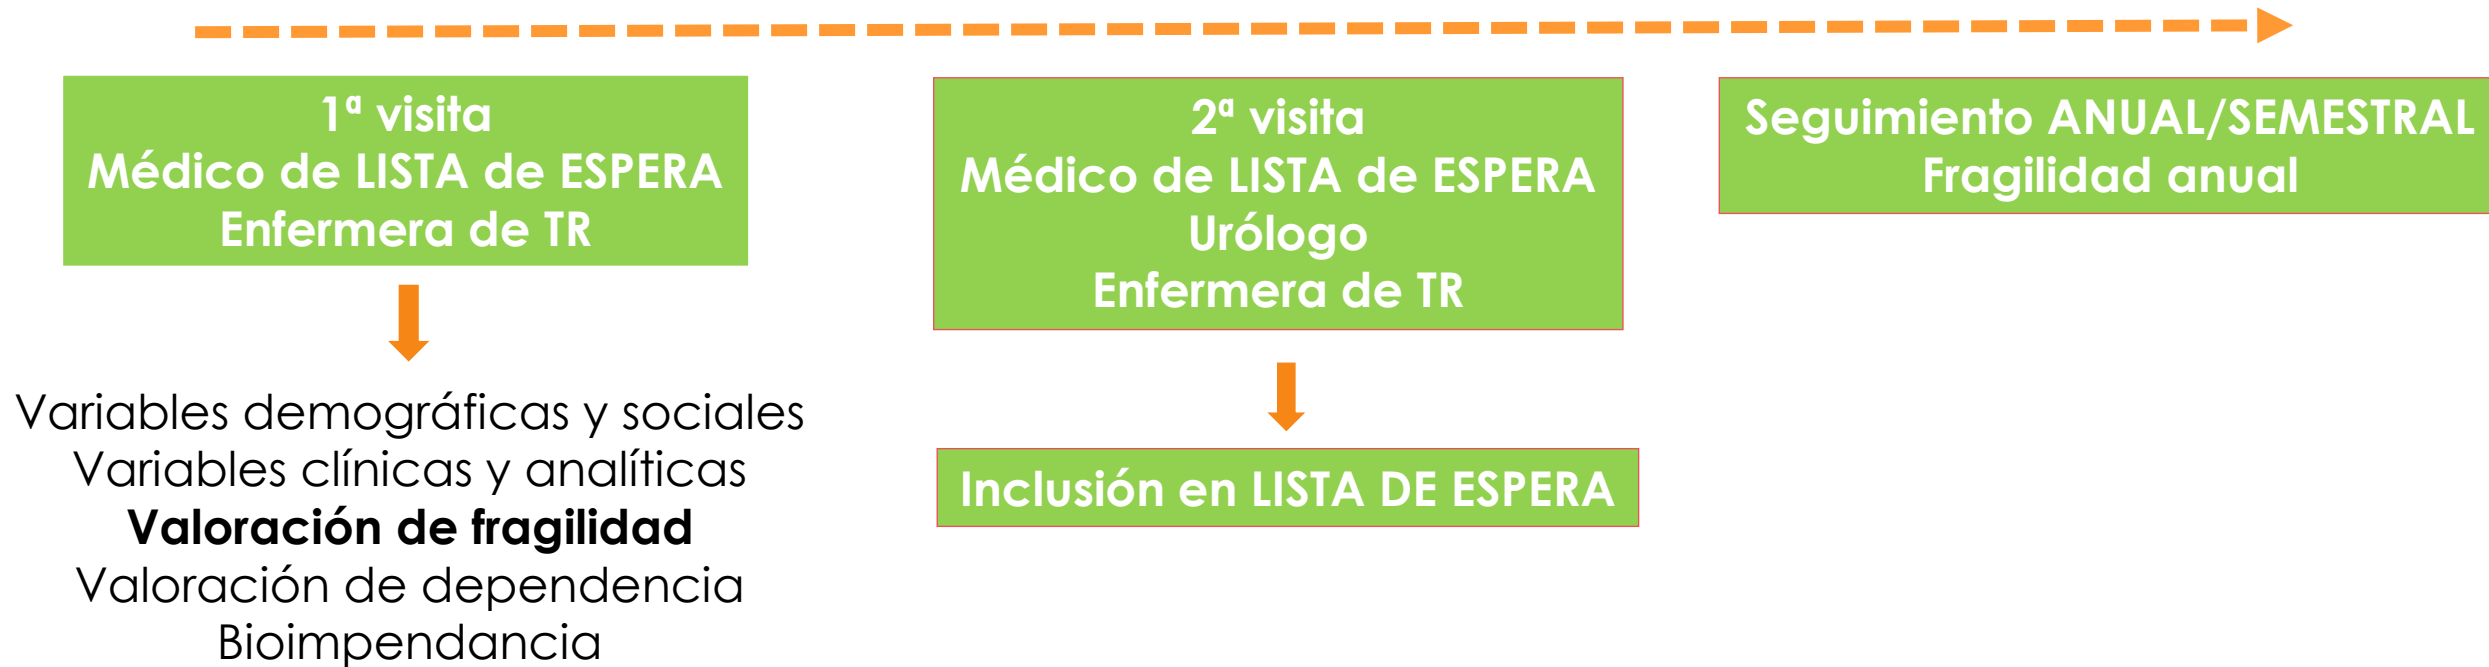 1ª visita
Médico de LISTA de ESPERA
Enfermera de TR
Variables demográficas y sociales
Variables clínicas y analíticas
Valoración de fragilidad
Valoración de dependencia
Bioimpendancia
2ª visita
Médico de LISTA de ESPERA
Urólogo
Enfermera de TR
Inclusión en LISTA DE ESPERA
Seguimiento ANUAL/SEMESTRAL
Fragilidad anual